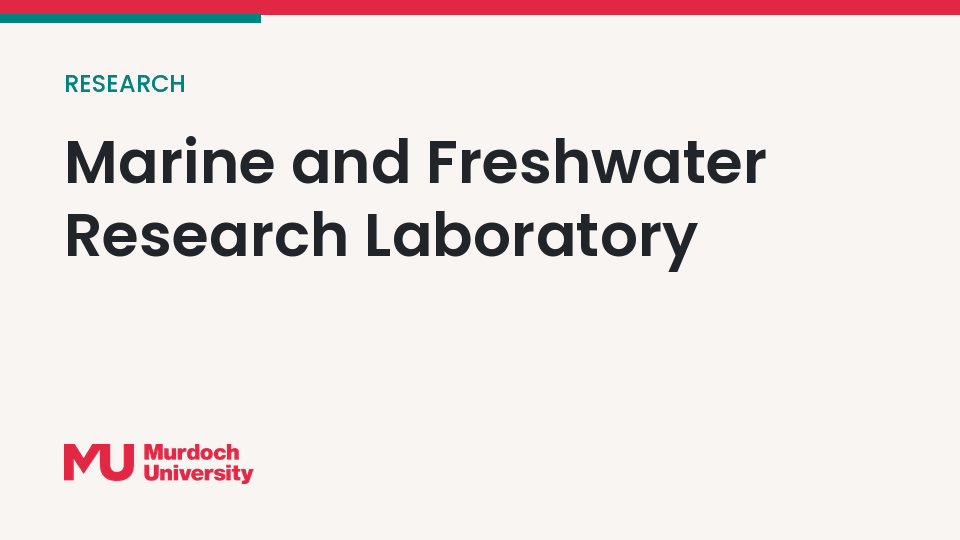 RESEARCH
Marine and Freshwater
Research Laboratory
MU Murdoch
University